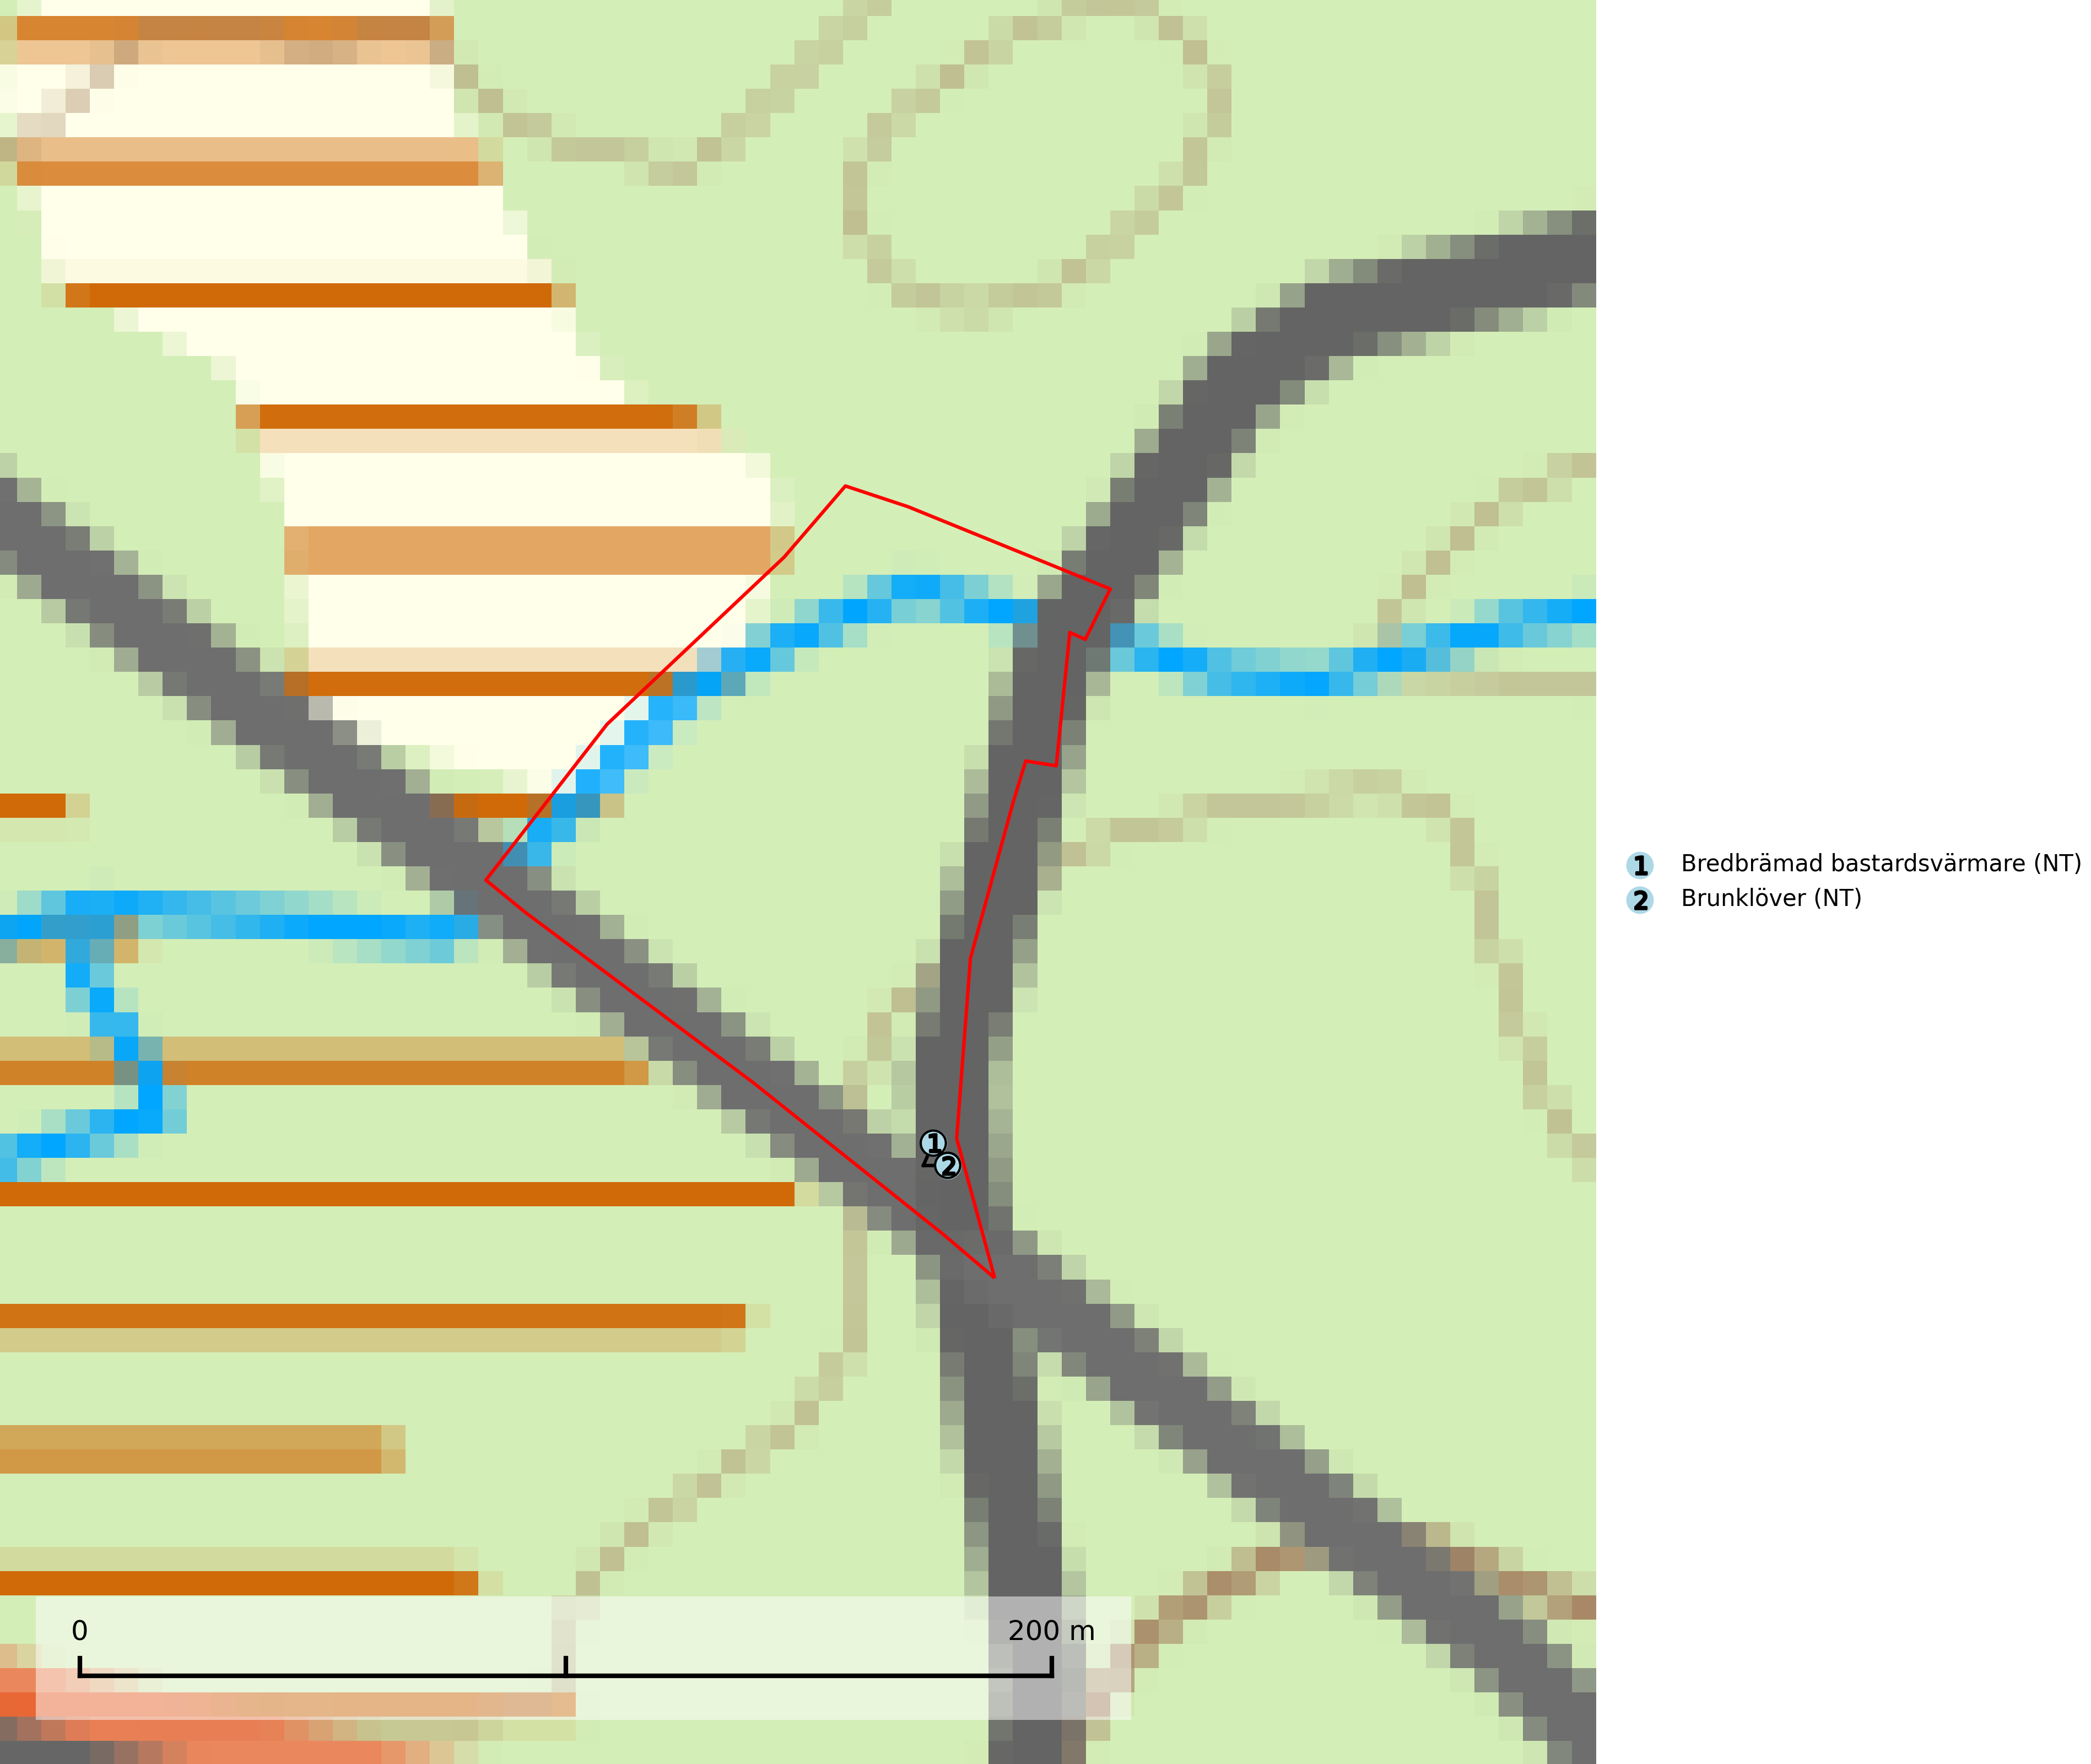 1
2
1 Bredbrämad bastardsvärmare (NT)
2 Brunklöver (NT)
0 200 m